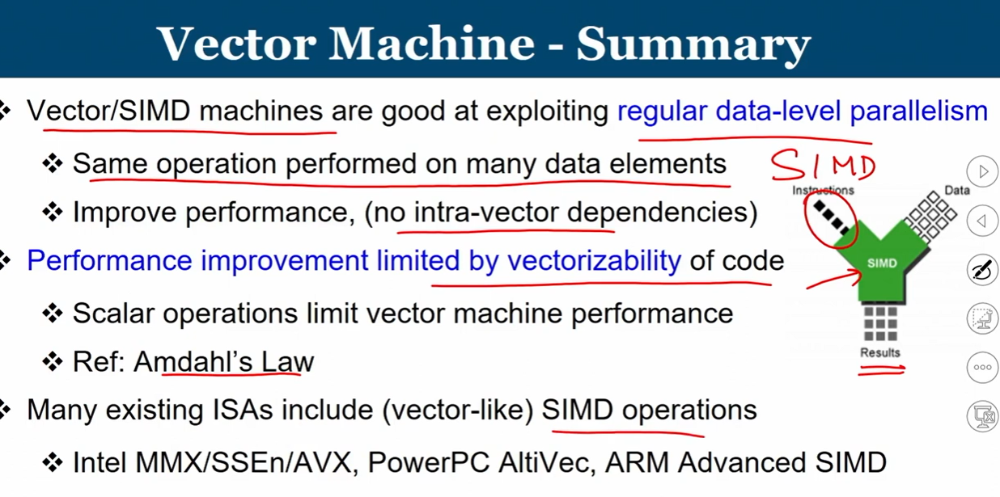 Vector Machine - Summary
Vector/SIMD machines are good at exploiting regular data-level parallelism
Same operation performed on many data elements
SIMD
Improve performance, (no intra-vector dependencies)
Instructions
Data
SIMD
Results
Performance improvement limited by vectorizability of code
Scalar operations limit vector machine performance
Ref: Amdahl's Law
Many existing ISAs include (vector-like) SIMD operations
Intel MMX/SSEn/AVX, PowerPC AltiVec, ARM Advanced SIMD